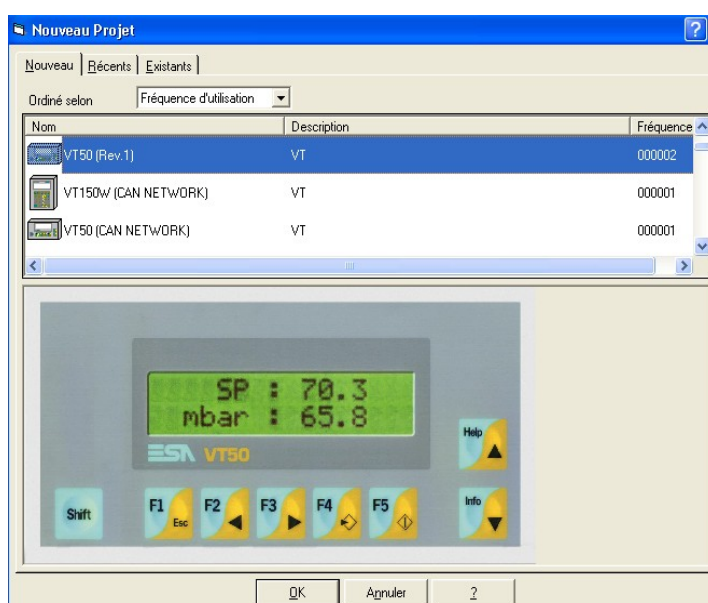 Nouveau Projet
?
Nouveau Récents Existants
Ordiné selon Fréquence d'utilisation
Nom Description Fréquence
VT50 (Rev.1) VT 000002
VT150W (CAN NETWORK) VT 000001
VT50 (CAN NETWORK) VT 000001
SP : 70.3
mbar : 65.8
ESA VT50
Help
Shift F1 Esc F2 F3 F4 F5 Info
OK Annuler ?